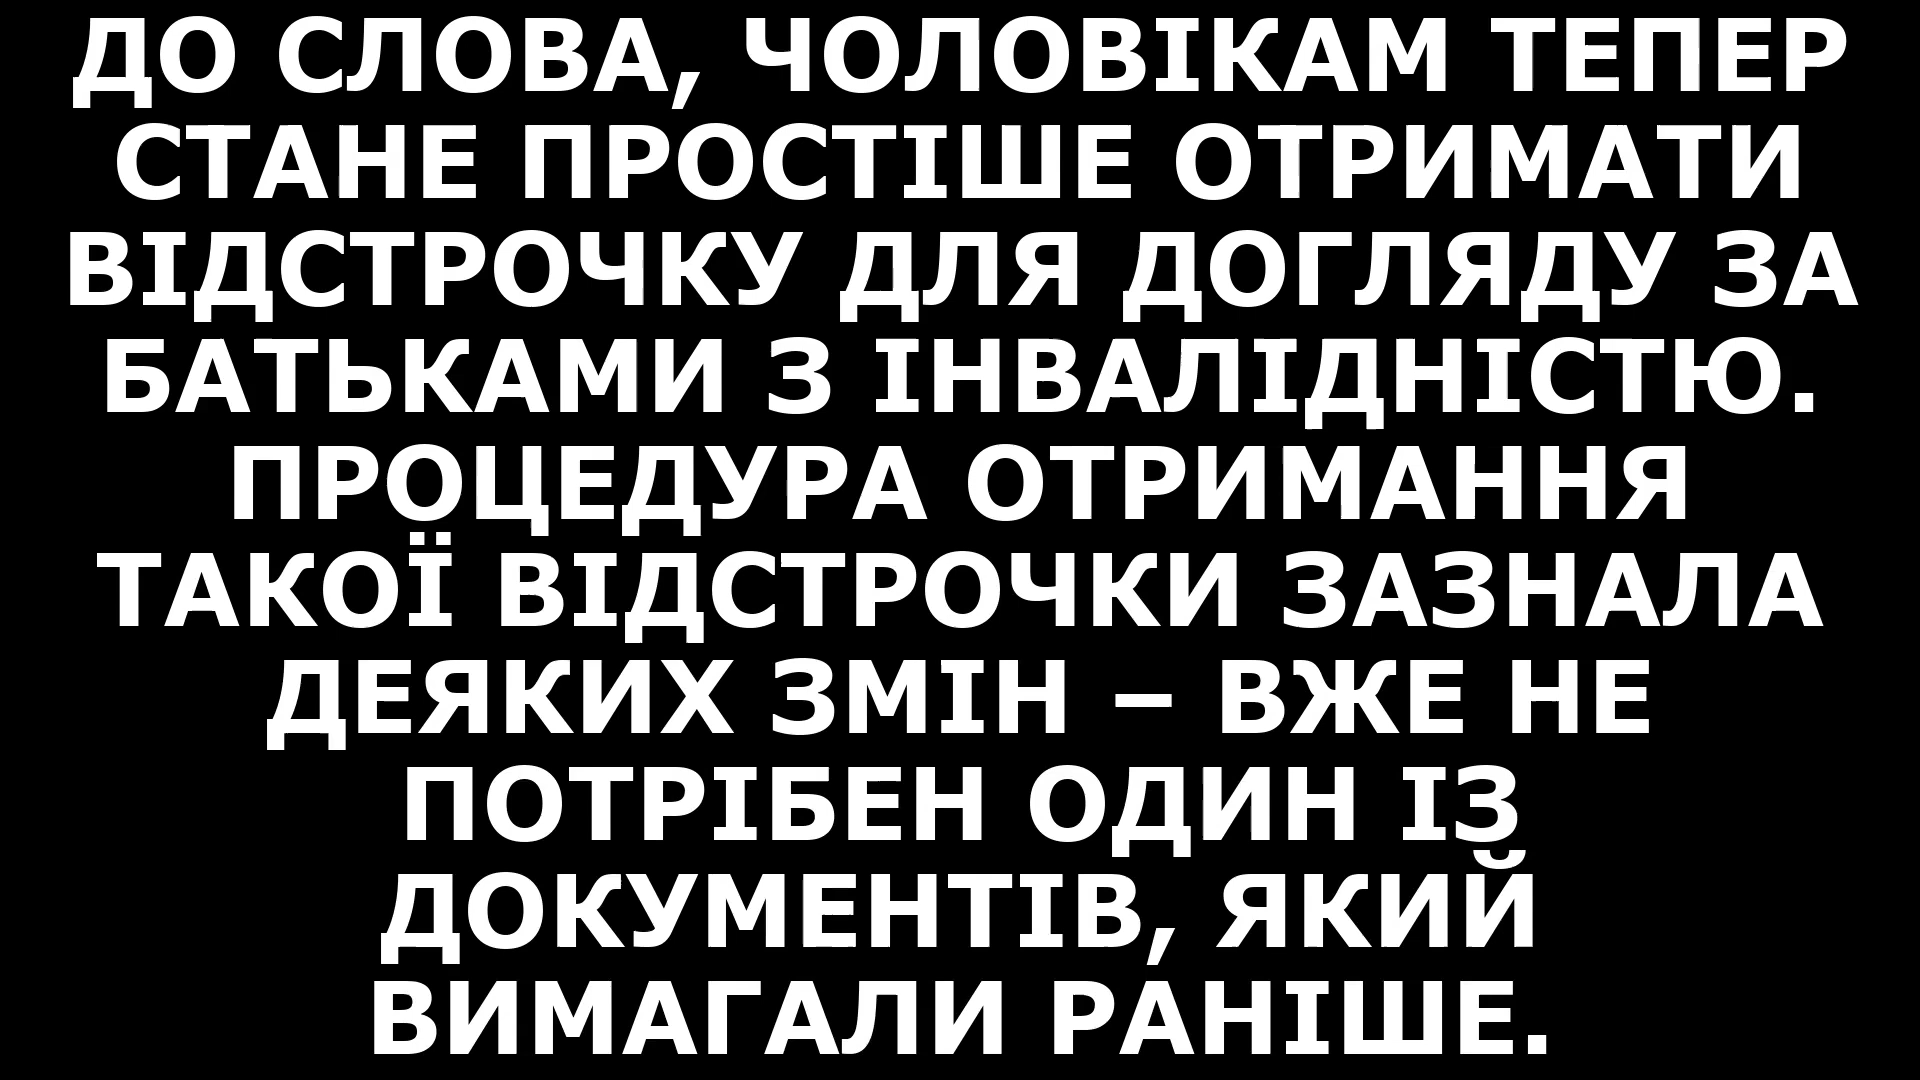 ДО СЛОВА, ЧОЛОВІКАМ ТЕПЕР
СТАНЕ ПРОСТІШЕ ОТРИМАТИ
ВІДСТРОЧКУ ДЛЯ ДОГЛЯДУ ЗА
БАТЬКАМИ З ІНВАЛІДНІСТЮ.
ПРОЦЕДУРА ОТРИМАННЯ
ТАКОЇ ВІДСТРОЧКИ ЗАЗНАЛА
ДЕЯКИХ ЗМІН – ВЖЕ НЕ
ПОТРІБЕН ОДИН ІЗ
ДОКУМЕНТІВ, ЯКИЙ
ВИМАГАЛИ РАНІШЕ.